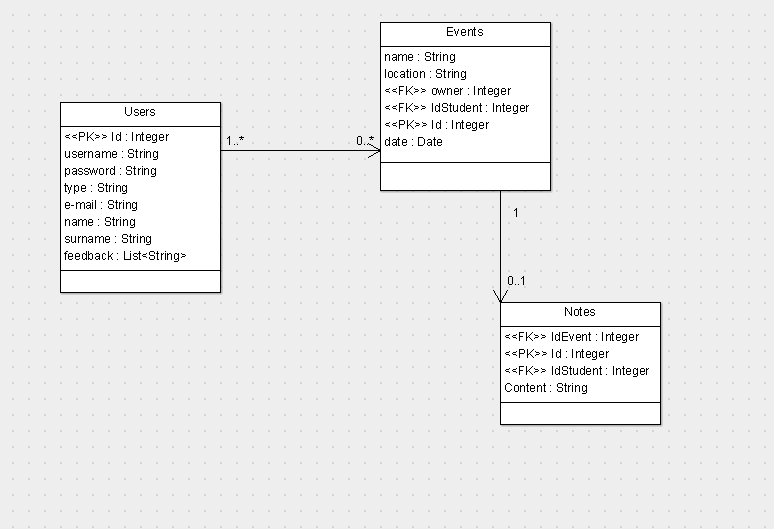 Events
name : String
location : String
<<FK>> owner : Integer
<<FK>> IdStudent : Integer
<<PK>> Id : Integer
date : Date
Users
<<PK>> Id : Integer
username : String
password : String
type : String
e-mail : String
name : String
surname : String
feedback : List<String>
1..*
0..*
1
0..1
Notes
<<FK>> IdEvent : Integer
<<PK>> Id : Integer
<<FK>> IdStudent : Integer
Content : String